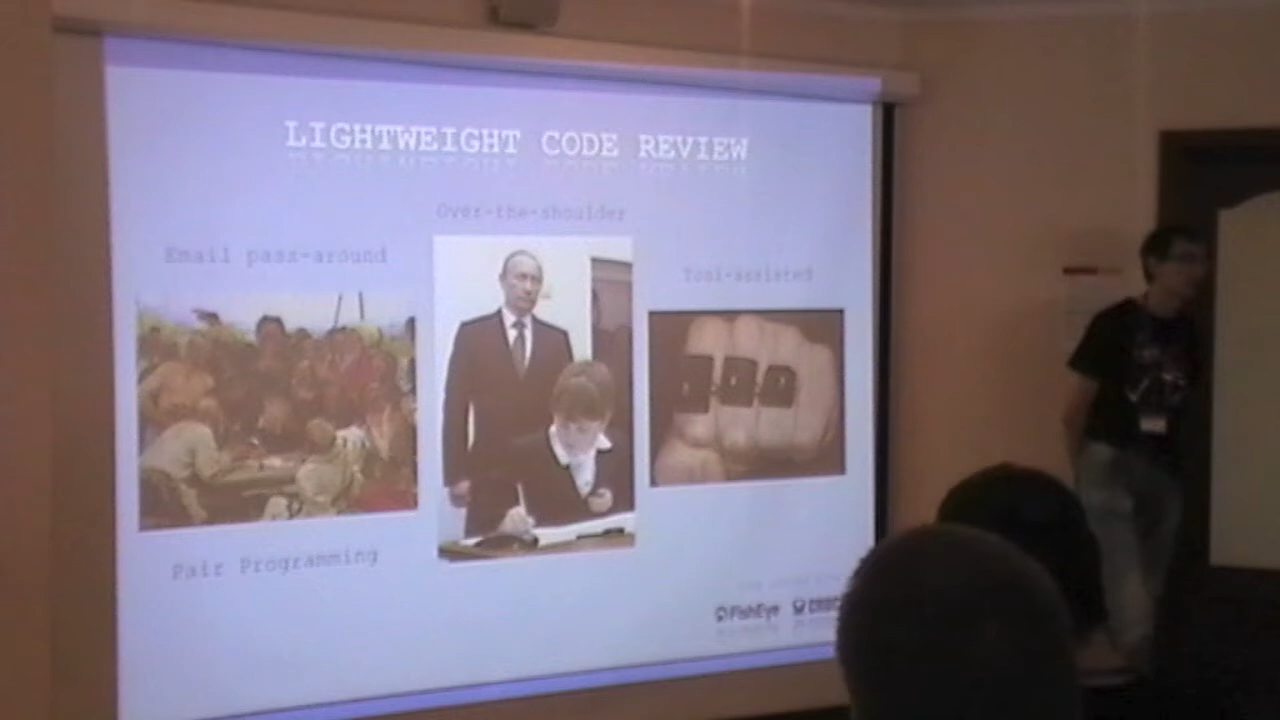 LIGHTWEIGHT CODE REVIEW
Over-the-shoulder
Email pass-around
Tool-assisted
Pair Programming
FishEye